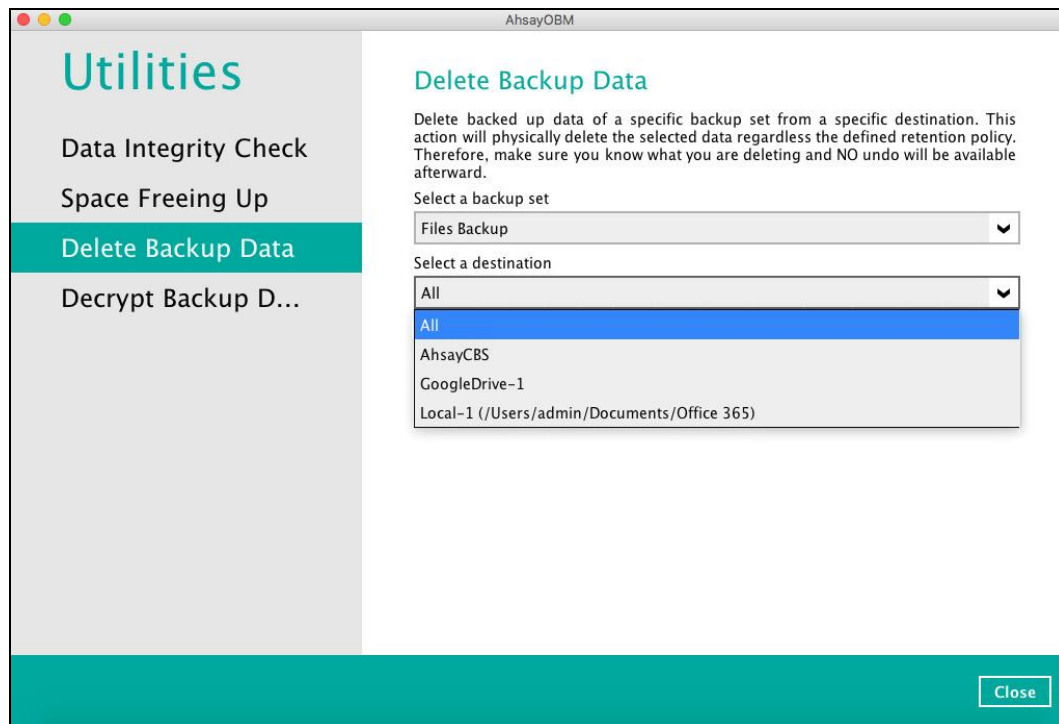 AhsayOBM
Utilities
Data Integrity Check
Space Freeing Up
Delete Backup Data
Decrypt Backup D...
Delete Backup Data
Delete backed up data of a specific backup set from a specific destination. This
action will physically delete the selected data regardless the defined retention policy.
Therefore, make sure you know what you are deleting and NO undo will be available
afterward.
Select a backup set
Files Backup
Select a destination
All
All
AhsayCBS
GoogleDrive-1
Local-1 (/Users/admin/Documents/Office 365)
Close